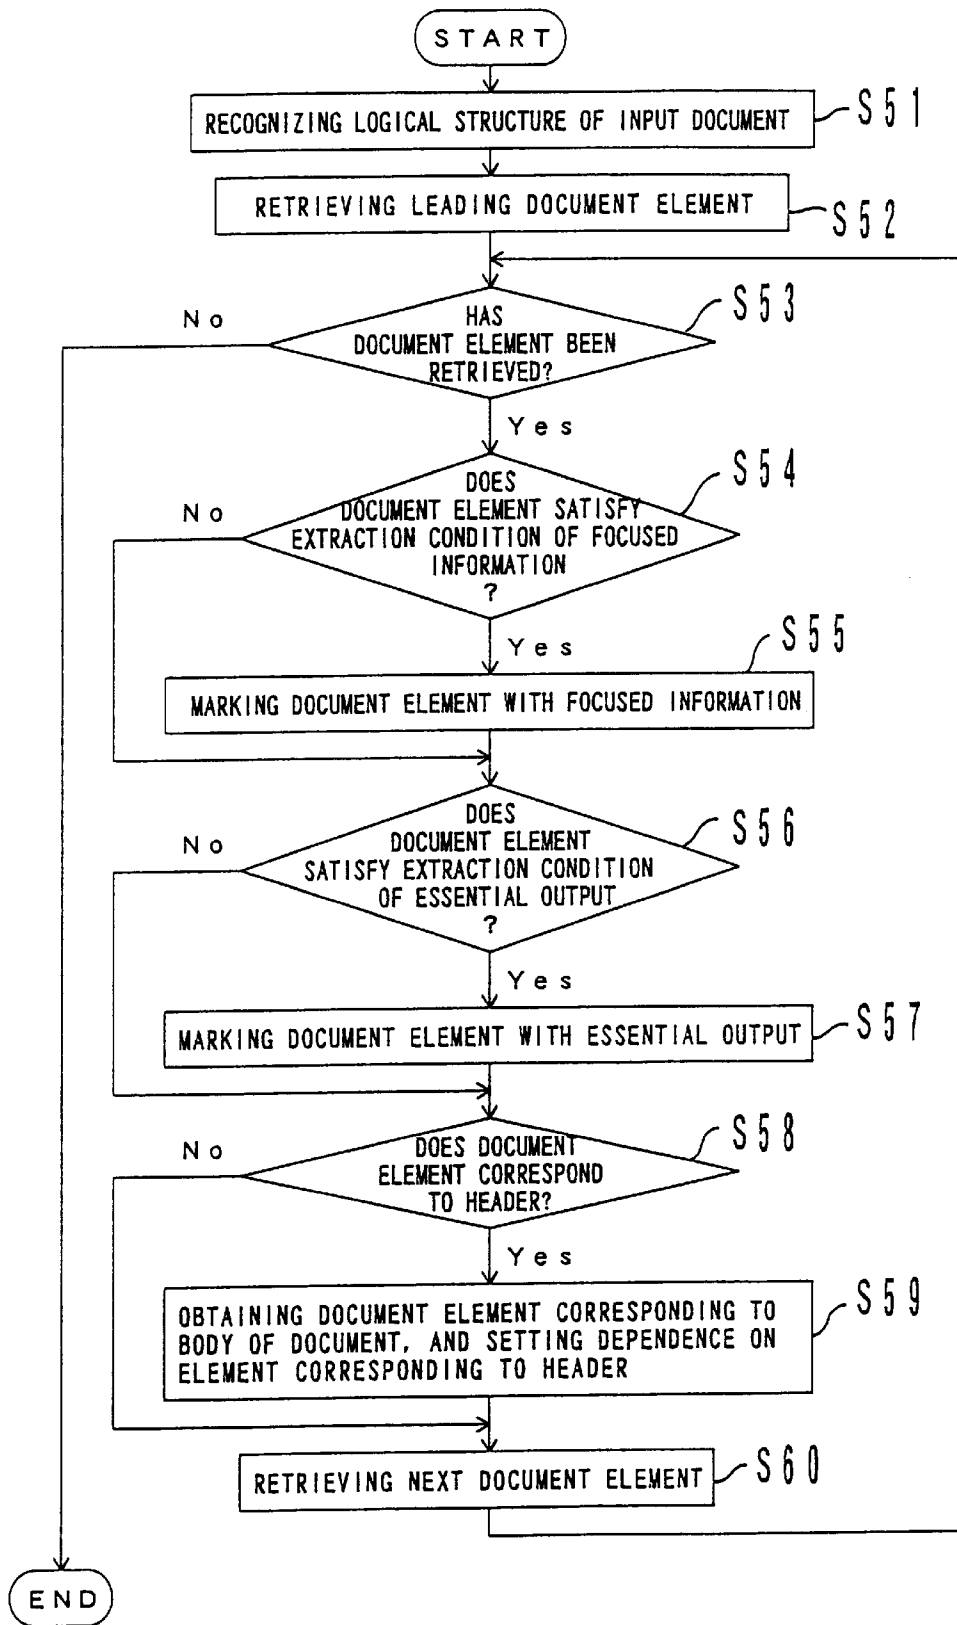 START
RECOGNIZING LOGICAL STRUCTURE OF INPUT DOCUMENT
S51
RETRIEVING LEADING DOCUMENT ELEMENT
S52
HAS
DOCUMENT ELEMENT BEEN
RETRIEVED?
S53
No
Yes
DOES
DOCUMENT ELEMENT SATISFY
EXTRACTION CONDITION OF FOCUSED
INFORMATION
?
S54
No
Yes
S55
MARKING DOCUMENT ELEMENT WITH FOCUSED INFORMATION
DOES
DOCUMENT ELEMENT
SATISFY EXTRACTION CONDITION
OF ESSENTIAL OUTPUT
?
S56
No
Yes
MARKING DOCUMENT ELEMENT WITH ESSENTIAL OUTPUT
S57
DOES DOCUMENT
ELEMENT CORRESPOND
TO HEADER?
S58
No
Yes
OBTAINING DOCUMENT ELEMENT CORRESPONDING TO
BODY OF DOCUMENT, AND SETTING DEPENDENCE ON
ELEMENT CORRESPONDING TO HEADER
S59
RETRIEVING NEXT DOCUMENT ELEMENT
S60
END